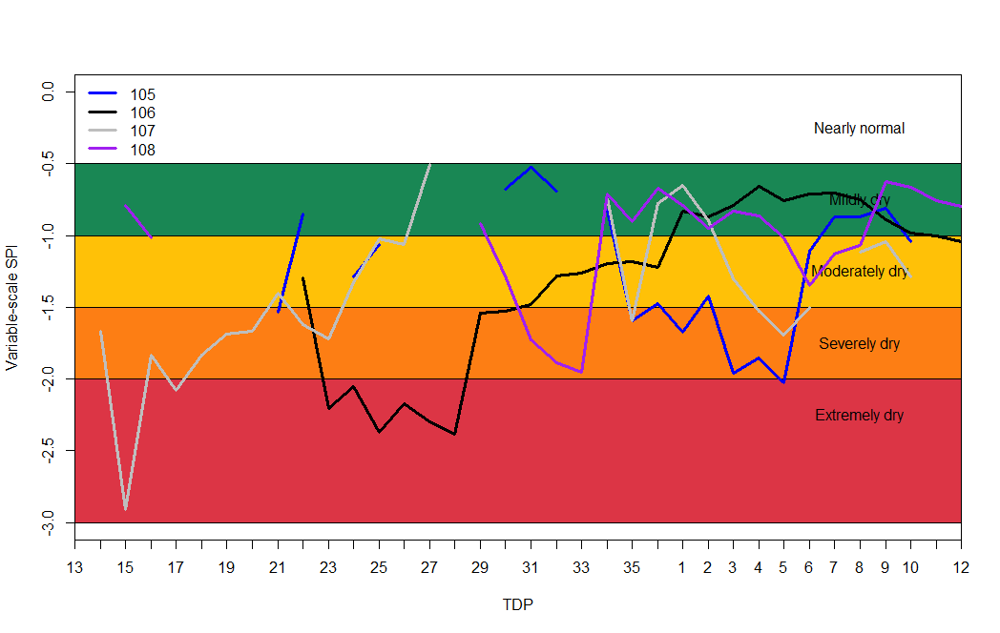 105
106
107
108
Nearly normal
Mildly dry
Moderately dry
Severely dry
Extremely dry
Variable-scale SPI
0.0
-0.5
-1.0
-1.5
-2.0
-2.5
-3.0
13 15 17 19 21 23 25 27 29 31 33 35 1 2 3 4 5 6 7 8 9 10 12
TDP